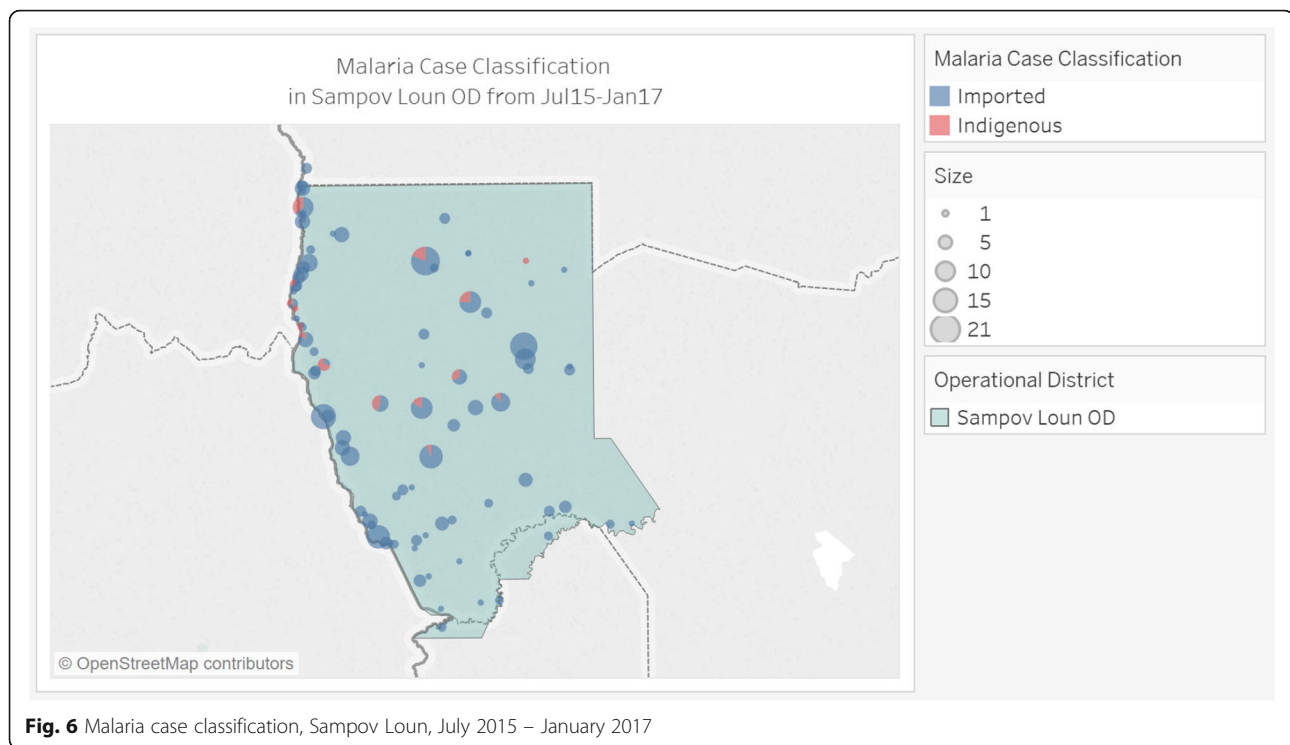 Malaria Case Classification
in Sampov Loun OD from Jul15-Jan17
© OpenStreetMap contributors
Malaria Case Classification
Imported
Indigenous
Size
1
5
10
15
21
Operational District
Sampov Loun OD
Fig. 6 Malaria case classification, Sampov Loun, July 2015 – January 2017